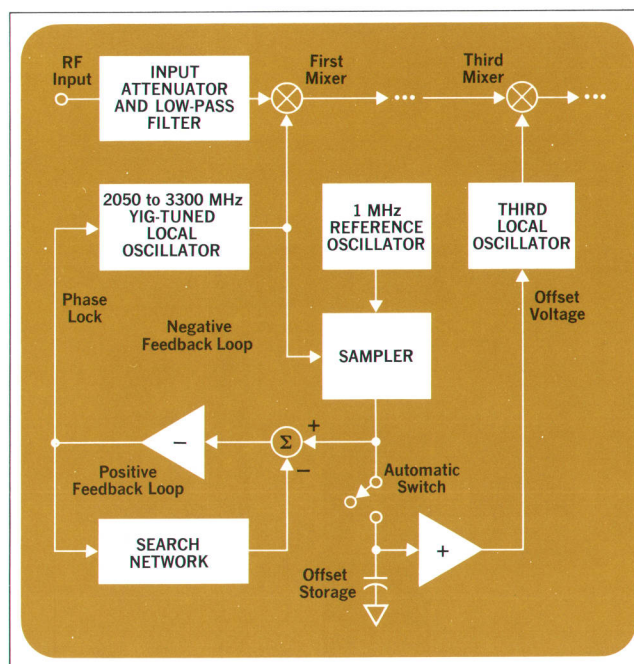 RF
Input
INPUT
ATTENUATOR
AND LOW-PASS
FILTER
First
Mixer
•••
Third
Mixer
•••
2050 to 3300 MHz
YIG-TUNED
LOCAL
OSCILLATOR
1 MHz
REFERENCE
OSCILLATOR
THIRD
LOCAL
OSCILLATOR
Phase
Lock
Negative
Feedback Loop
SAMPLER
Offset
Voltage
−
Σ
+
−
Positive
Feedback Loop
Automatic
Switch
SEARCH
NETWORK
Offset
Storage
+